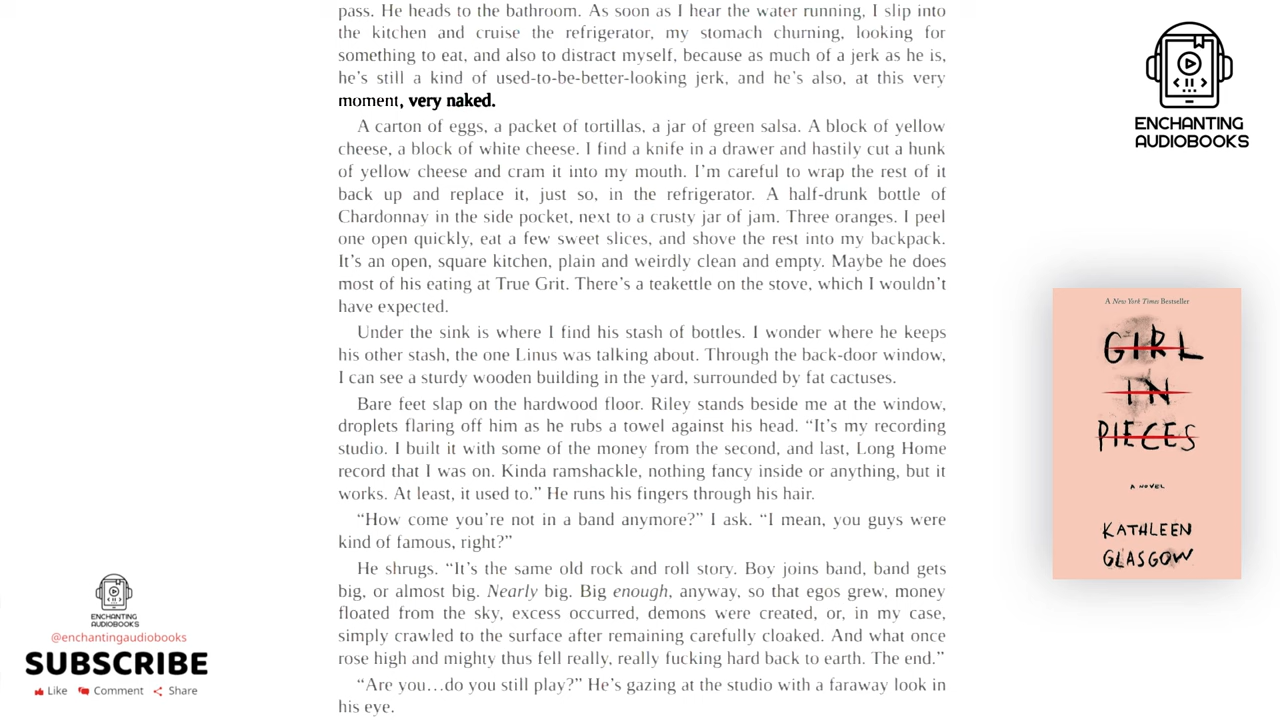 pass. He heads to the bathroom. As soon as I hear the water running, I slip into
the kitchen and cruise the refrigerator, my stomach churning, looking for
something to eat, and also to distract myself, because as much of a jerk as he is,
he's still a kind of used-to-be-better-looking jerk, and he's also, at this very
moment, very naked.
A carton of eggs, a packet of tortillas, a jar of green salsa. A block of yellow
cheese, a block of white cheese. I find a knife in a drawer and hastily cut a hunk
of yellow cheese and cram it into my mouth. I'm careful to wrap the rest of it
back up and replace it, just so, in the refrigerator. A half-drunk bottle of
Chardonnay in the side pocket, next to a crusty jar of jam. Three oranges. I peel
one open quickly, eat a few sweet slices, and shove the rest into my backpack.
It's an open, square kitchen, plain and weirdly clean and empty. Maybe he does
most of his eating at True Grit. There's a teakettle on the stove, which I wouldn't
have expected.
Under the sink is where I find his stash of bottles. I wonder where he keeps
his other stash, the one Linus was talking about. Through the back-door window,
I can see a sturdy wooden building in the yard, surrounded by fat cactuses.
Bare feet slap on the hardwood floor. Riley stands beside me at the window,
droplets flaring off him as he rubs a towel against his head. “It's my recording
studio. I built it with some of the money from the second, and last, Long Home
record that I was on. Kinda ramshackle, nothing fancy inside or anything, but it
works. At least, it used to.” He runs his fingers through his hair.
“How come you're not in a band anymore?” I ask. “I mean, you guys were
kind of famous, right?”
He shrugs. “It's the same old rock and roll story. Boy joins band, band gets
big, or almost big. Nearly big. Big enough, anyway, so that egos grew, money
floated from the sky, excess occurred, demons were created, or, in my case,
simply crawled to the surface after remaining carefully cloaked. And what once
rose high and mighty thus fell really, really fucking hard back to earth. The end.”
“Are you…do you still play?” He's gazing at the studio with a faraway look in
his eye.
ENCHANTING
AUDIOBOOKS
A New York Times Bestseller
GIRL
IN
PIECES
A NOVEL
KATHLEEN
GLASGOW
ENCHANTING
AUDIOBOOKS
@enchantingaudiobooks
SUBSCRIBE
Like Comment Share